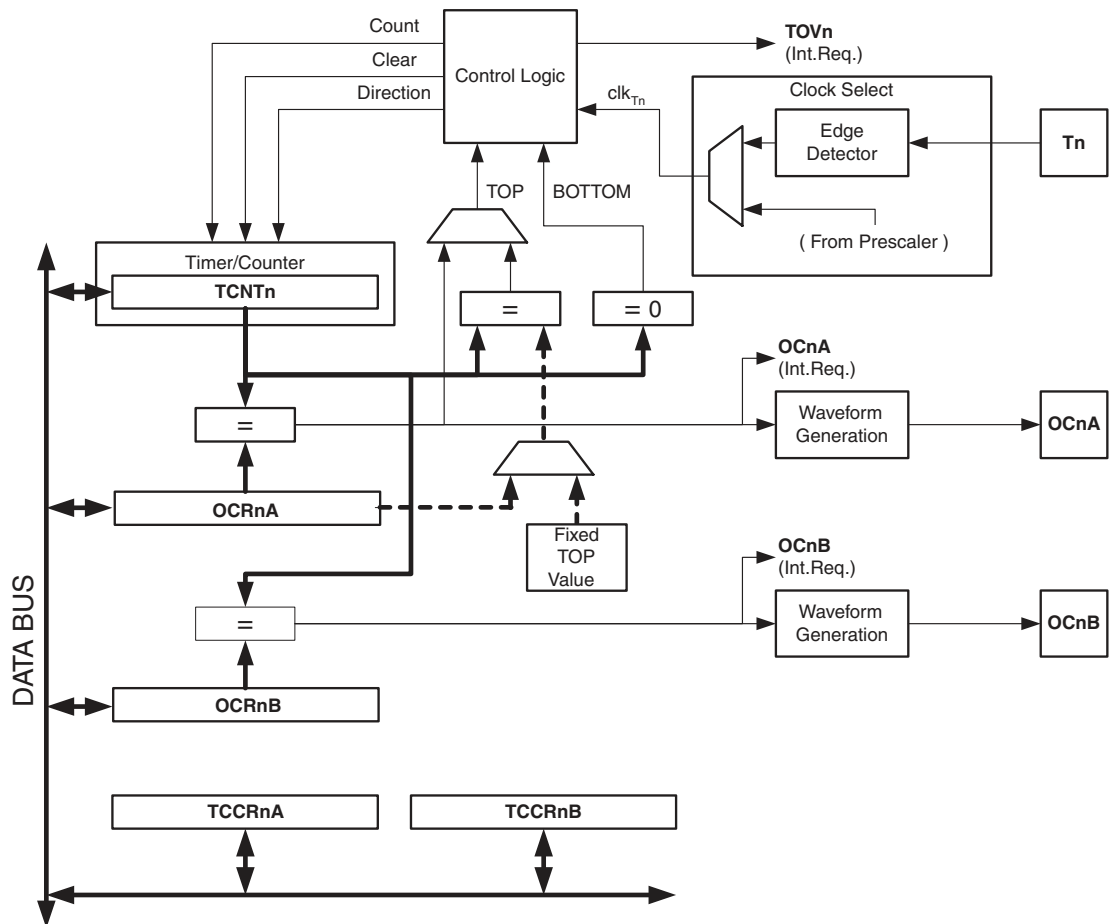 Count
Clear
Direction
Control Logic
TOVn
(Int.Req.)
clkTn
Clock Select
Edge
Detector
Tn
( From Prescaler )
TOP
BOTTOM
Timer/Counter
TCNTn
=
= 0
OCnA
(Int.Req.)
=
Waveform
Generation
OCnA
OCRnA
Fixed
TOP
Value
OCnB
(Int.Req.)
=
Waveform
Generation
OCnB
OCRnB
DATA BUS
TCCRnA
TCCRnB